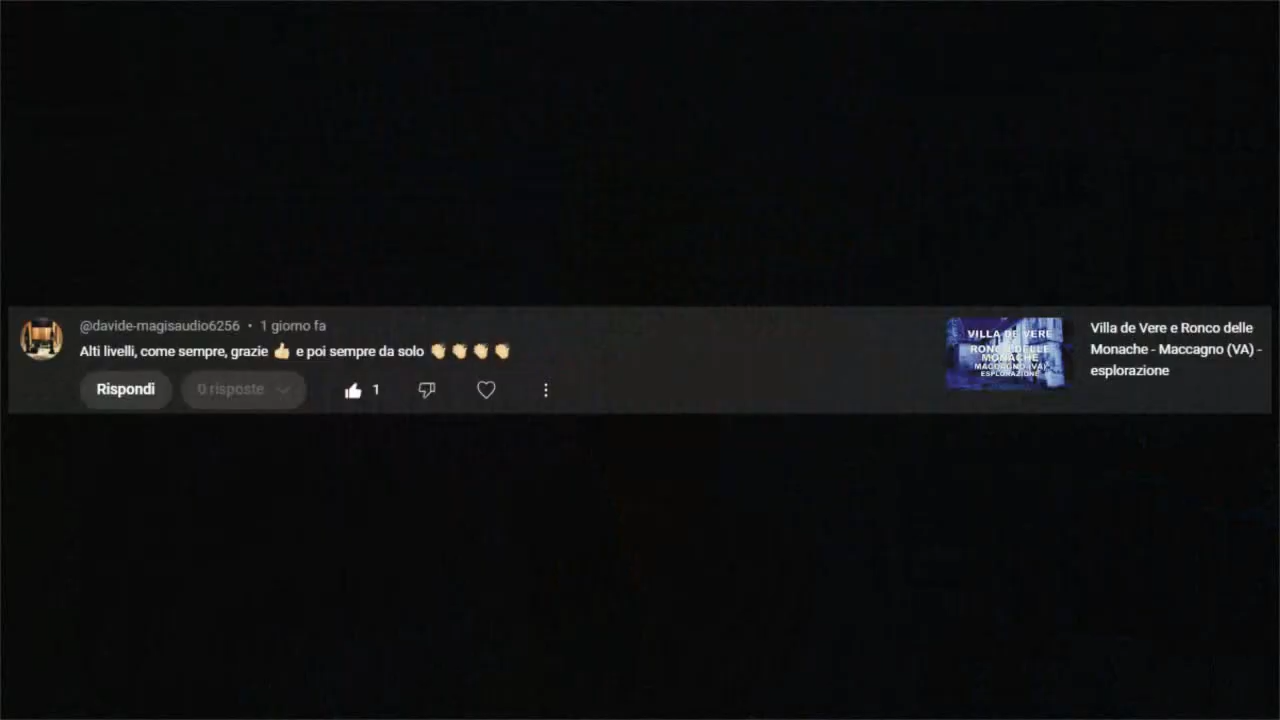 @davide-magisaudio6256 • 1 giorno fa
Alti livelli, come sempre, grazie 👍 e poi sempre da solo 👏👏👏👏
Rispondi
0 risposte
1
VILLA DE VERE
RONCO DELLE
MONACHE
MACCAGNO (VA)
ESPLORAZIONE
Villa de Vere e Ronco delle
Monache - Maccagno (VA) -
esplorazione